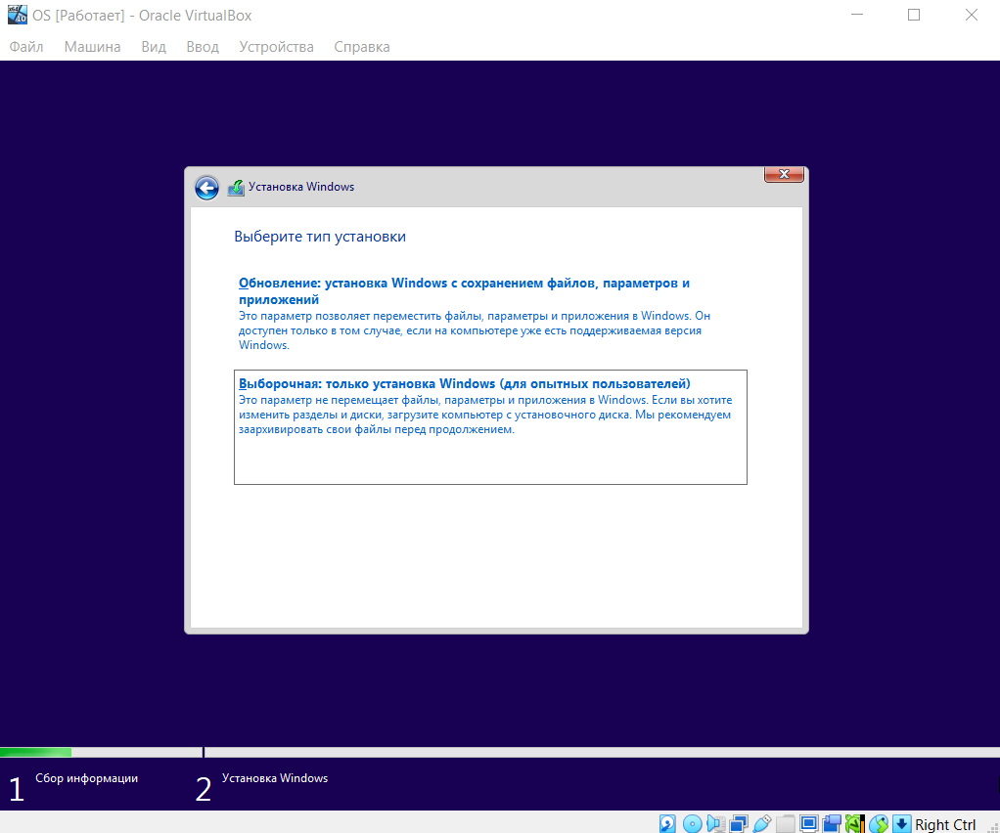 OS [Работает] - Oracle VirtualBox
Файл Машина Вид Ввод Устройства Справка
Установка Windows
Выберите тип установки
Обновление: установка Windows с сохранением файлов, параметров и
приложений
Это параметр позволяет переместить файлы, параметры и приложения в Windows. Он
доступен только в том случае, если на компьютере уже есть поддерживаемая версия
Windows.
Выборочная: только установка Windows (для опытных пользователей)
Это параметр не перемещает файлы, параметры и приложения в Windows. Если вы хотите
изменить разделы и диски, загрузите компьютер с установочного диска. Мы рекомендуем
заархивировать свои файлы перед продолжением.
1 Сбор информации 2 Установка Windows
Right Ctrl